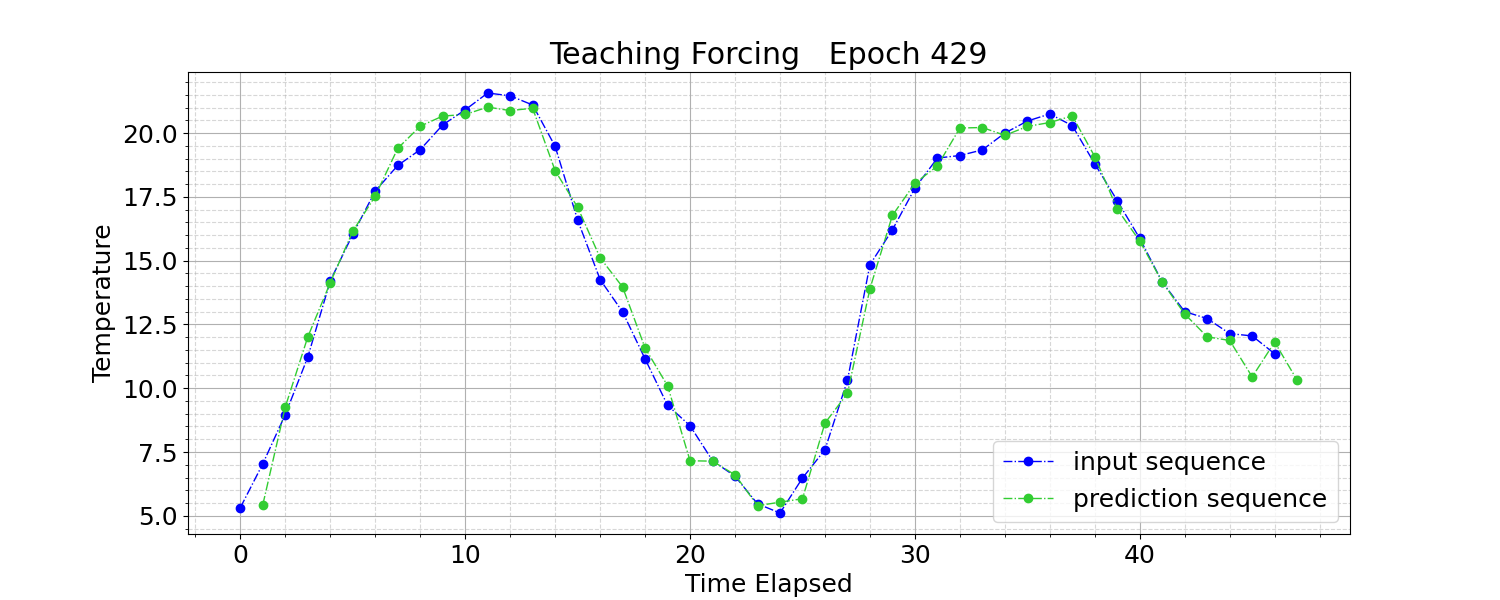 Teaching Forcing   Epoch 429
Temperature
20.0
17.5
15.0
12.5
10.0
7.5
5.0
input sequence
prediction sequence
0 10 20 30 40
Time Elapsed